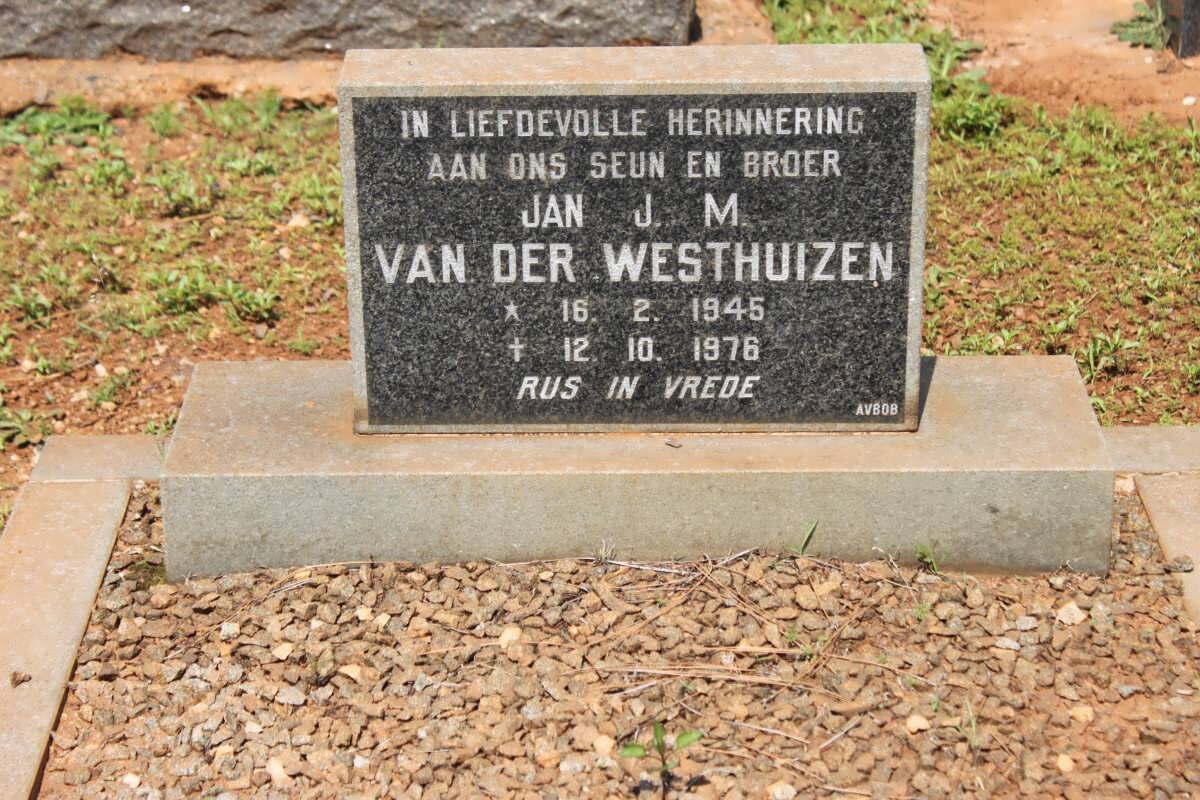 IN LIEFDEVOLLE HERINNERING
AAN ONS SEUN EN BROER
JAN J. M.
VAN DER WESTHUIZEN
★ 16. 2. 1945
✝ 12. 10. 1976
RUS IN VREDE
AVBOB